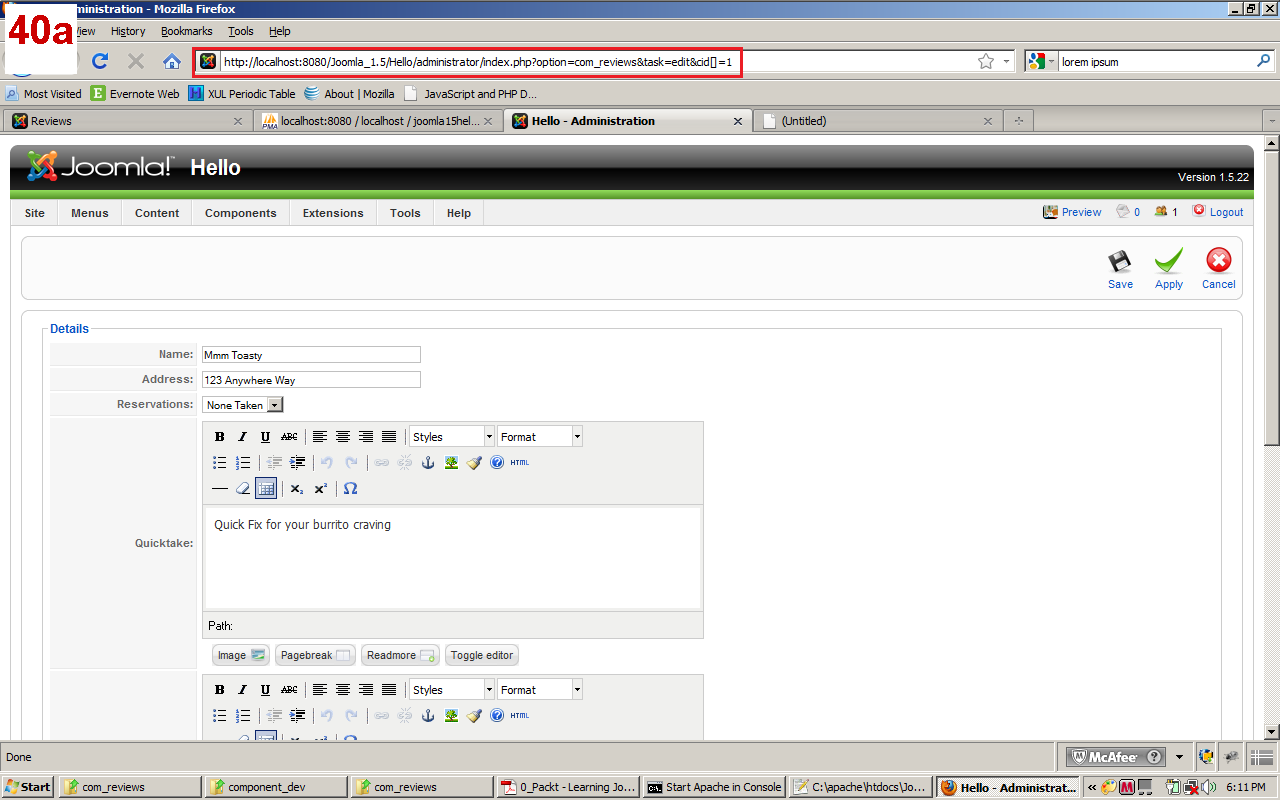 40a
ministration - Mozilla Firefox
iew History Bookmarks Tools Help
http://localhost:8080/Joomla_1.5/Hello/administrator/index.php?option=com_reviews&task=edit&cid[]=1
lorem ipsum
Most Visited Evernote Web XUL Periodic Table About | Mozilla JavaScript and PHP D...
Reviews localhost:8080 / localhost / joomla15hel... Hello - Administration (Untitled)
Joomla!™ Hello
Version 1.5.22
Site Menus Content Components Extensions Tools Help Preview 0 1 Logout
Save Apply Cancel
Details
Name: Mmm Toasty
Address: 123 Anywhere Way
Reservations: None Taken
B I U ABC Styles Format
HTML
x₂ x² Ω
Quick Fix for your burrito craving
Quicktake:
Path:
Image Pagebreak Readmore Toggle editor
B I U ABC Styles Format
HTML
Done
McAfee
Start com_reviews component_dev com_reviews 0_Packt - Learning Jo... Start Apache in Console C:\apache\htdocs\Jo... Hello - Administrat... « 6:11 PM